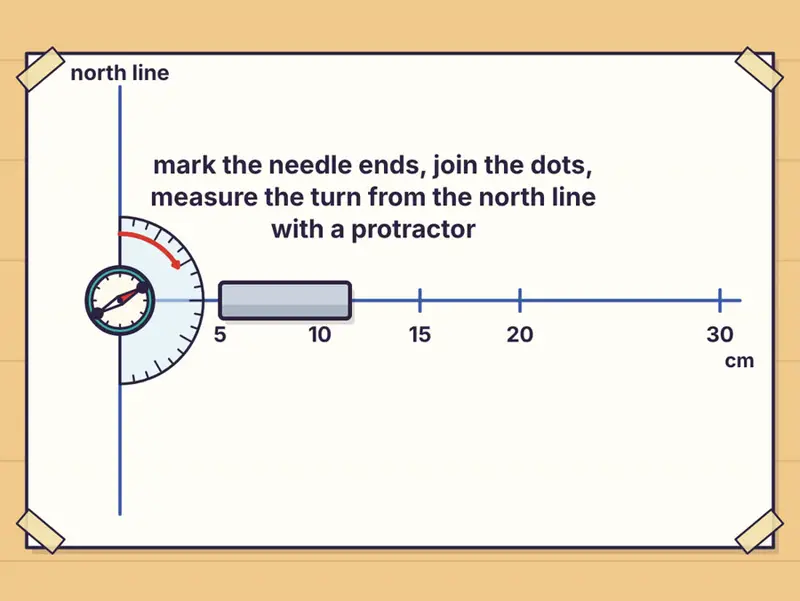 north line
mark the needle ends, join the dots,
measure the turn from the north line
with a protractor
5 10 15 20 30
cm